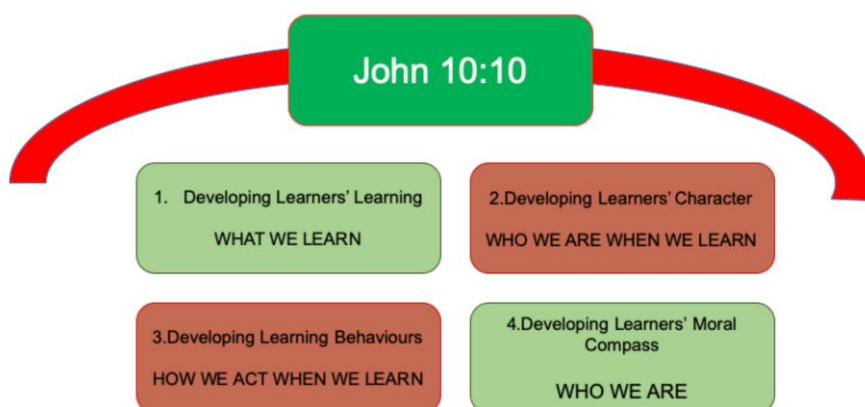 John 10:10
1. Developing Learners' Learning
WHAT WE LEARN
2.Developing Learners' Character
WHO WE ARE WHEN WE LEARN
3.Developing Learning Behaviours
HOW WE ACT WHEN WE LEARN
4.Developing Learners' Moral
Compass
WHO WE ARE